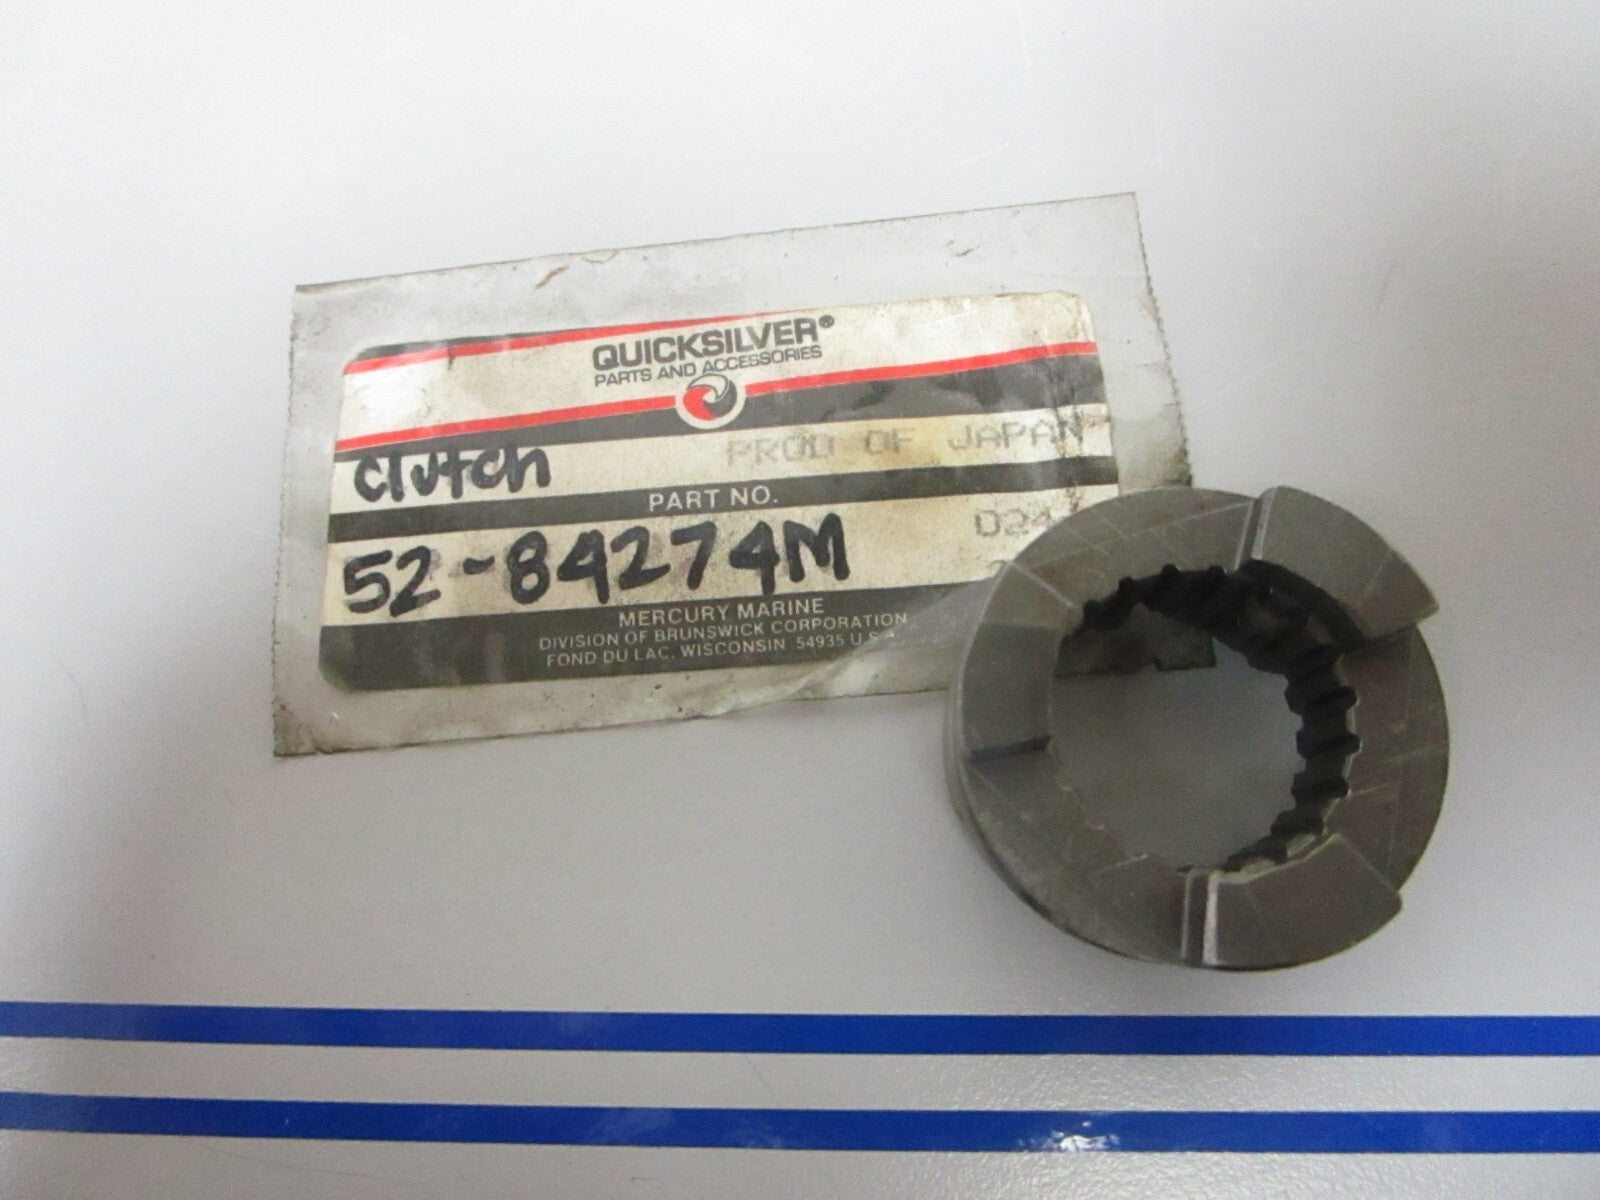 QUICKSILVER®
PARTS AND ACCESSORIES
clutch PROD OF JAPAN
PART NO.
52-84274M
MERCURY MARINE
DIVISION OF BRUNSWICK CORPORATION
FOND DU LAC, WISCONSIN 54935 U.S.A.